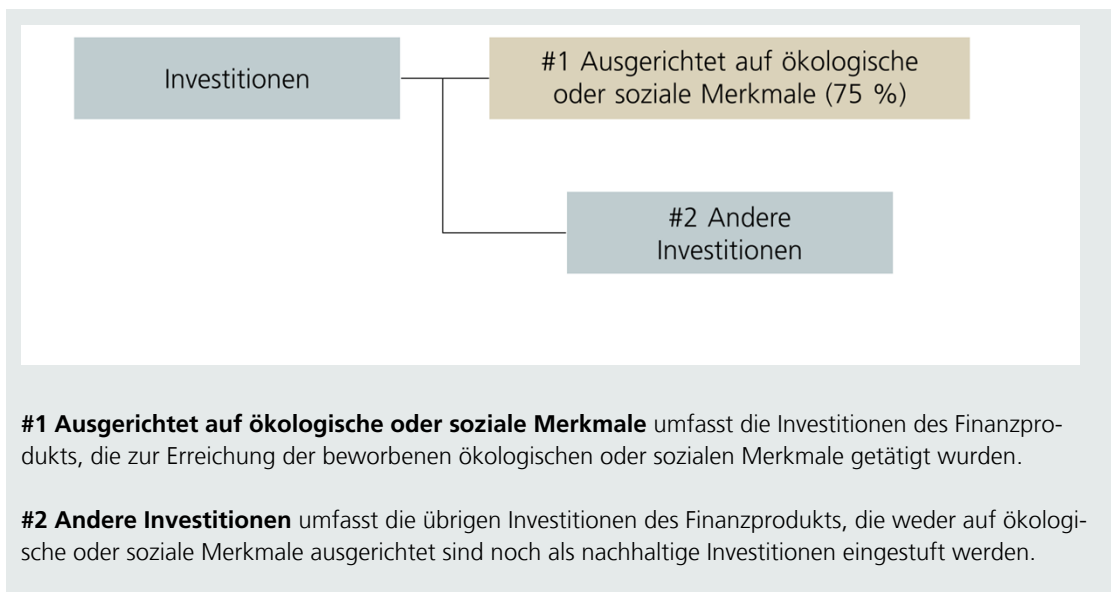 Investitionen
#1 Ausgerichtet auf ökologische
oder soziale Merkmale (75 %)
#2 Andere
Investitionen
#1 Ausgerichtet auf ökologische oder soziale Merkmale umfasst die Investitionen des Finanzpro-
dukts, die zur Erreichung der beworbenen ökologischen oder sozialen Merkmale getätigt wurden.
#2 Andere Investitionen umfasst die übrigen Investitionen des Finanzprodukts, die weder auf ökologi-
sche oder soziale Merkmale ausgerichtet sind noch als nachhaltige Investitionen eingestuft werden.